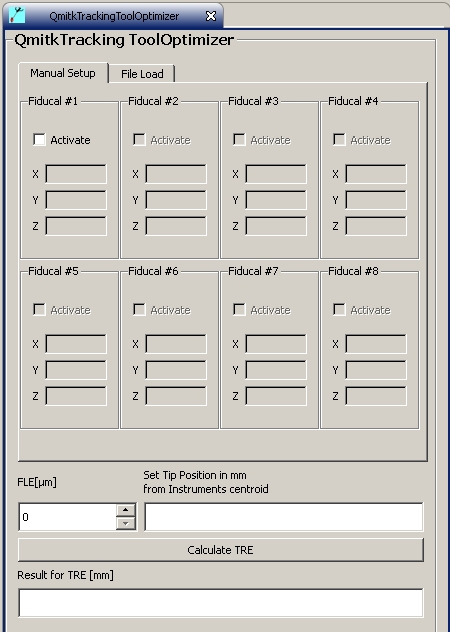 QmitkTrackingToolOptimizer
QmitkTracking ToolOptimizer
Manual Setup File Load
Fiducal #1 Fiducal #2 Fiducal #3 Fiducal #4
Activate Activate Activate Activate
X X X X
Y Y Y Y
Z Z Z Z
Fiducal #5 Fiducal #6 Fiducal #7 Fiducal #8
Activate Activate Activate Activate
X X X X
Y Y Y Y
Z Z Z Z
FLE[µm]
Set Tip Position in mm
from Instruments centroid
0
Calculate TRE
Result for TRE [mm]